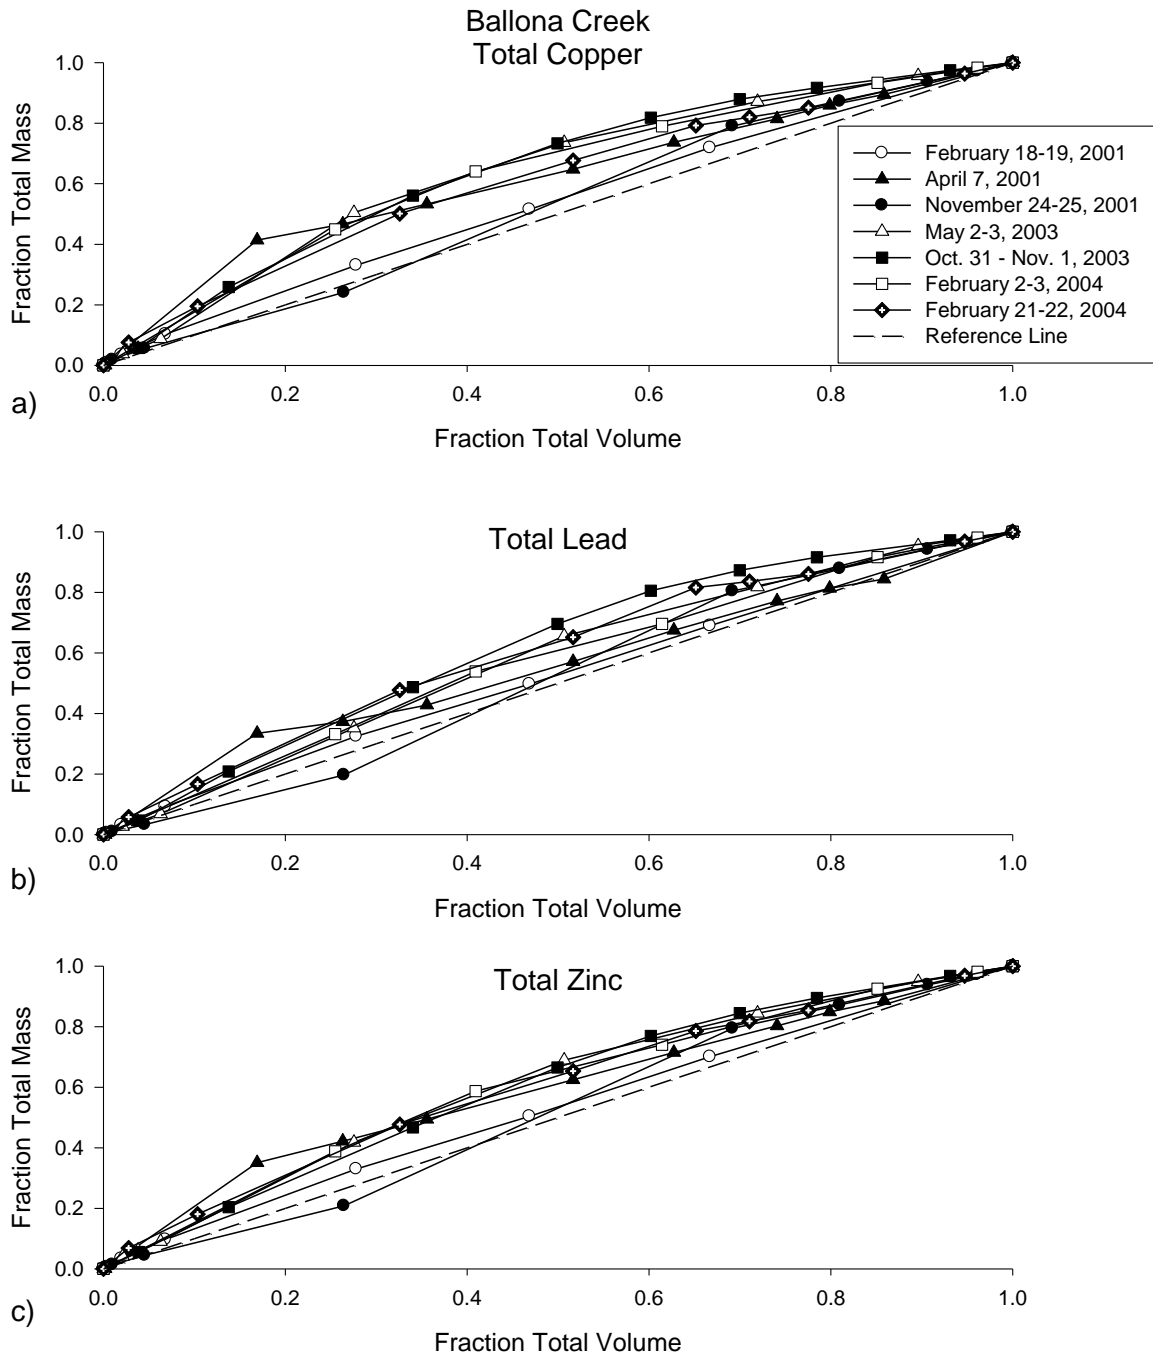 Ballona Creek
Total Copper
Fraction Total Mass
1.0
0.8
0.6
0.4
0.2
0.0
0.0 0.2 0.4 0.6 0.8 1.0
Fraction Total Volume
a)
February 18-19, 2001
April 7, 2001
November 24-25, 2001
May 2-3, 2003
Oct. 31 - Nov. 1, 2003
February 2-3, 2004
February 21-22, 2004
Reference Line
Total Lead
Fraction Total Mass
1.0
0.8
0.6
0.4
0.2
0.0
0.0 0.2 0.4 0.6 0.8 1.0
Fraction Total Volume
b)
Total Zinc
Fraction Total Mass
1.0
0.8
0.6
0.4
0.2
0.0
0.0 0.2 0.4 0.6 0.8 1.0
Fraction Total Volume
c)